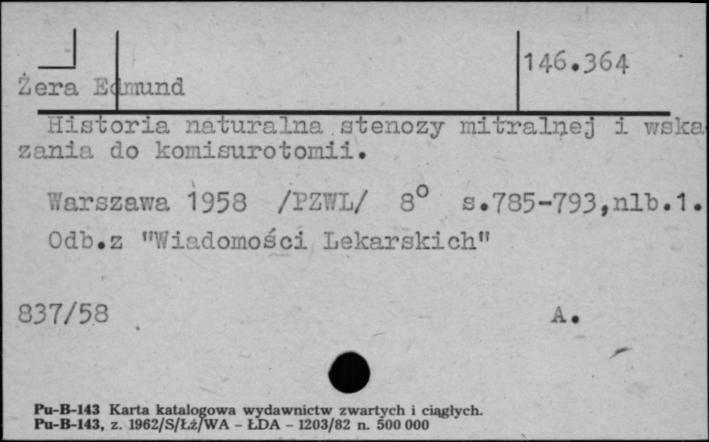 146.364
Żera Edmund
Historia naturalna stenozy mitralnej i wska
zania do komisurotomii.
Warszawa 1958 /PZWL/ 8° s.785-793,nlb.1.
Odb.z "Wiadomości Lekarskich"
837/58 A.
Pu-B-143 Karta katalogowa wydawnictw zwartych i ciągłych.
Pu-B-143, z. 1962/S/Łź/WA - ŁDA - 1203/82 n. 500 000